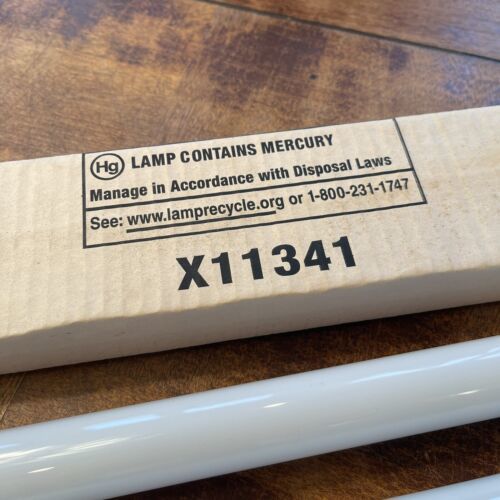 Hg LAMP CONTAINS MERCURY
Manage in Accordance with Disposal Laws
See: www.lamprecycle.org or 1-800-231-1747
X11341